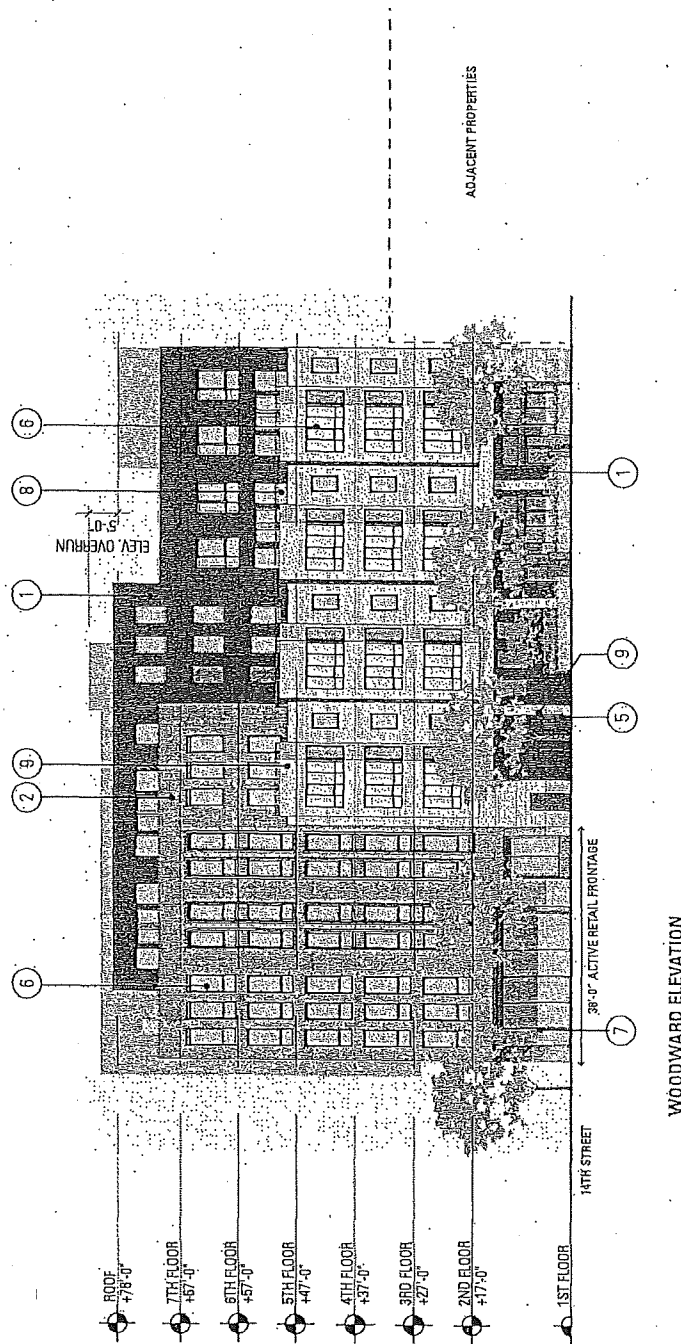 6
8
1
9
2
6
ELEV. OVERRUN
5'-0"
ADJACENT PROPERTIES
ROOF
+78'-0"
7TH FLOOR
+67'-0"
6TH FLOOR
+57'-0"
5TH FLOOR
+47'-0"
4TH FLOOR
+37'-0"
3RD FLOOR
+27'-0"
2ND FLOOR
+17'-0"
1ST FLOOR
14TH STREET
38'-0" ACTIVE RETAIL FRONTAGE
7
5
9
1
WOODWARD ELEVATION